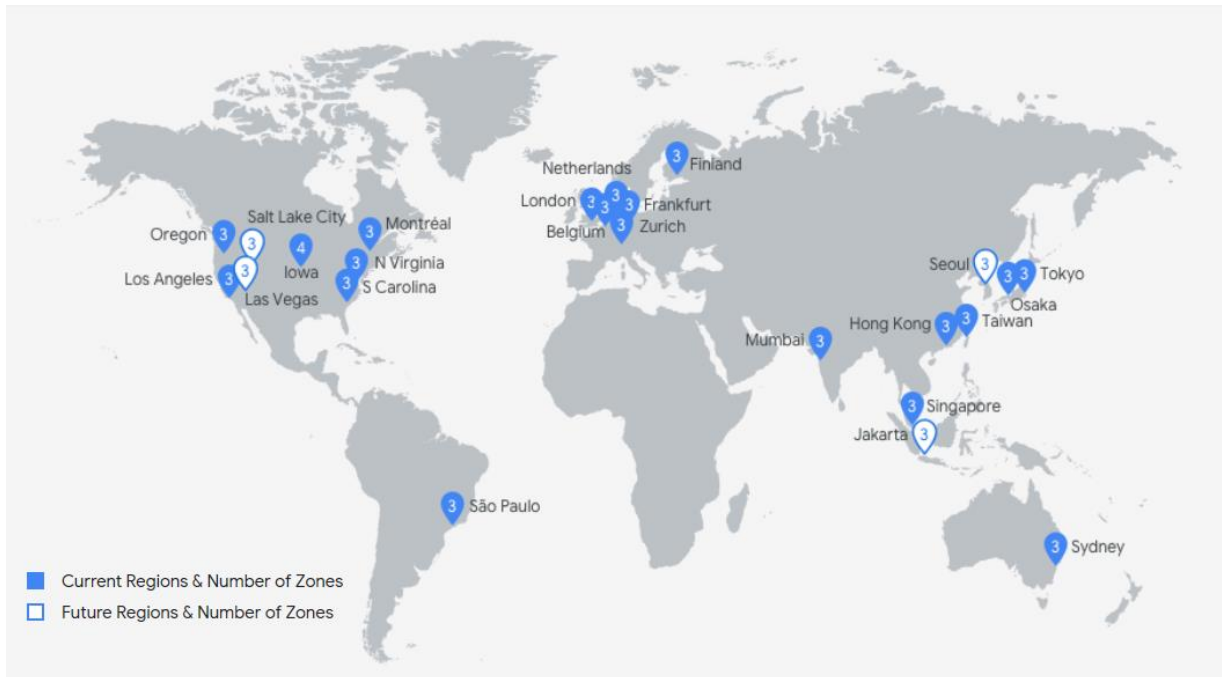 Netherlands
3 Finland
London 3 3 3 3 Frankfurt
Belgium 3 Zurich
Salt Lake City
Oregon 3 3 4 3 Montréal
Iowa 3 N Virginia
Los Angeles 3 3 3 S Carolina
Las Vegas
Seoul 3 3 3 Tokyo
Osaka
Hong Kong 3 3 Taiwan
Mumbai 3
3 Singapore
Jakarta 3
3 São Paulo
3 Sydney
Current Regions & Number of Zones
Future Regions & Number of Zones